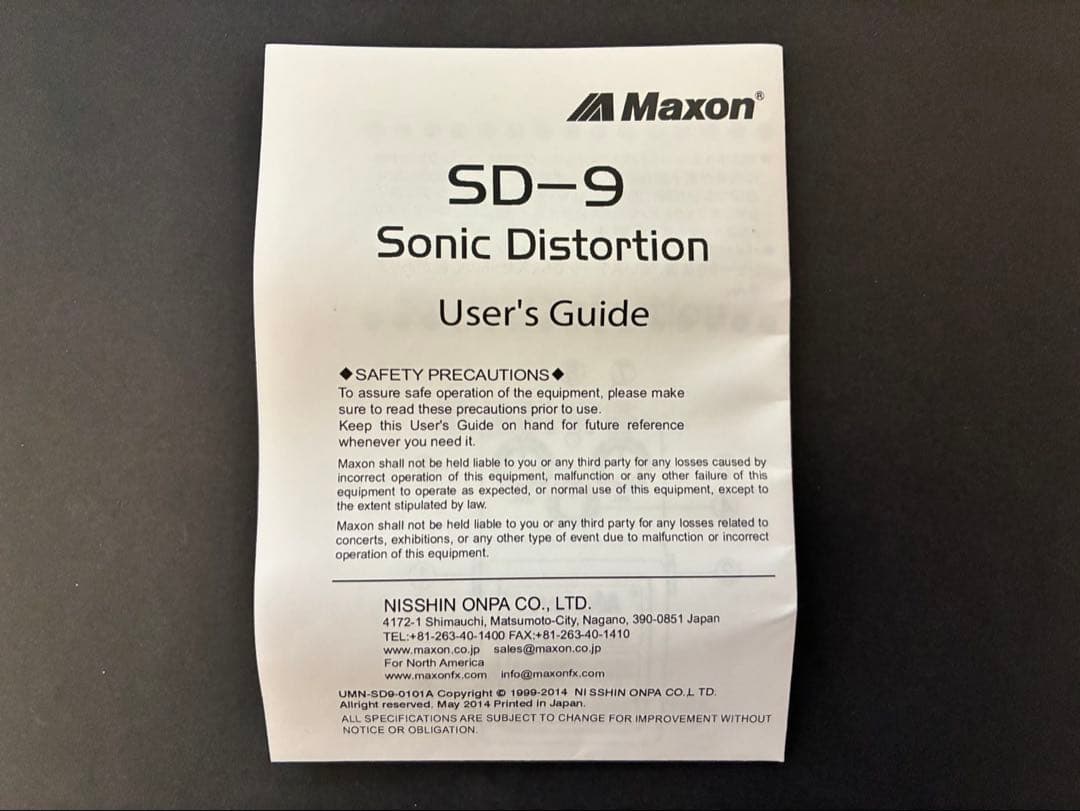 Maxon®
SD-9
Sonic Distortion
User's Guide
◆SAFETY PRECAUTIONS◆
To assure safe operation of the equipment, please make
sure to read these precautions prior to use.
Keep this User's Guide on hand for future reference
whenever you need it.
Maxon shall not be held liable to you or any third party for any losses caused by
incorrect operation of this equipment, malfunction or any other failure of this
equipment to operate as expected, or normal use of this equipment, except to
the extent stipulated by law.
Maxon shall not be held liable to you or any third party for any losses related to
concerts, exhibitions, or any other type of event due to malfunction or incorrect
operation of this equipment.
NISSHIN ONPA CO., LTD.
4172-1 Shimauchi, Matsumoto-City, Nagano, 390-0851 Japan
TEL:+81-263-40-1400 FAX:+81-263-40-1410
www.maxon.co.jp sales@maxon.co.jp
For North America
www.maxonfx.com info@maxonfx.com
UMN-SD9-0101A Copyright © 1999-2014 NISSHIN ONPA CO.,L TD.
Allright reserved. May 2014 Printed in Japan.
ALL SPECIFICATIONS ARE SUBJECT TO CHANGE FOR IMPROVEMENT WITHOUT
NOTICE OR OBLIGATION.